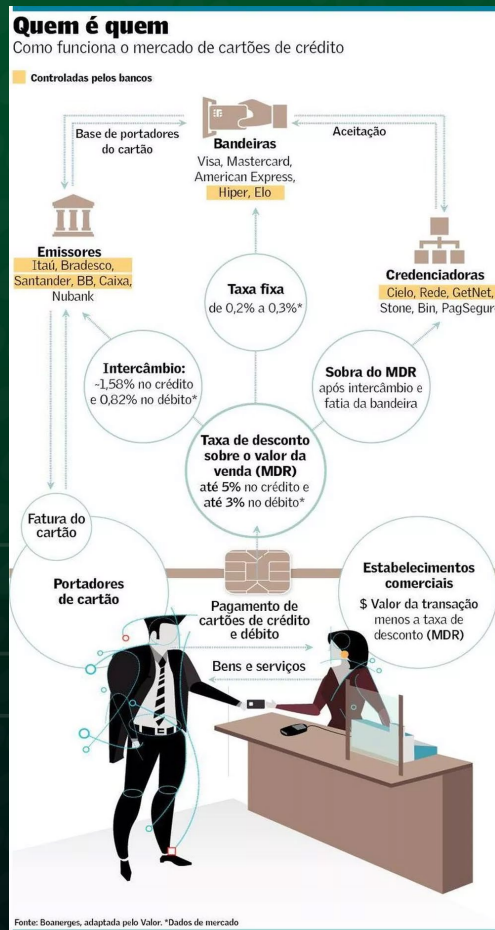 Quem é quem
Como funciona o mercado de cartões de crédito
Controladas pelos bancos
Base de portadores
do cartão
Bandeiras
Visa, Mastercard,
American Express,
Hiper, Elo
Aceitação
Emissores
Itaú, Bradesco,
Santander, BB, Caixa,
Nubank
Credenciadoras
Cielo, Rede, GetNet,
Stone, Bin, PagSegur
Taxa fixa
de 0,2% a 0,3%*
Intercâmbio:
~1,58% no crédito
e 0,82% no débito*
Sobra do MDR
após intercâmbio e
fatia da bandeira
Taxa de desconto
sobre o valor da
venda (MDR)
até 5% no crédito e
até 3% no débito*
Fatura do
cartão
Portadores
de cartão
Pagamento de
cartões de crédito
e débito
Bens e serviços
Estabelecimentos
comerciais
$ Valor da transação
menos a taxa de
desconto (MDR)
Fonte: Boanerges, adaptada pelo Valor. *Dados de mercado